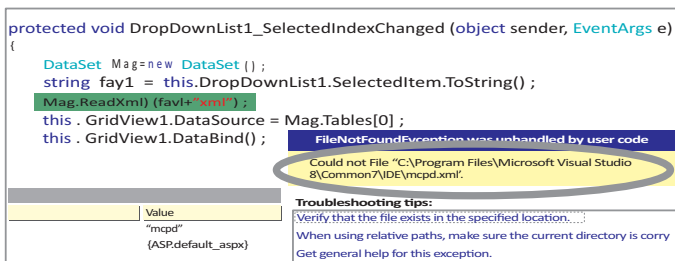 protected void DropDownList1_SelectedIndexChanged (object sender, EventArgs e)
{
DataSet Mag=new DataSet () ;
string fay1 = this.DropDownList1.SelectedItem.ToString() ;
Mag.ReadXml) (favl+"xml") ;
this . GridView1.DataSource = Mag.Tables[0] ;
this . GridView1.DataBind() ;
FileNotFoundException was unhandled by user code
Could not File "C:\Program Files\Microsoft Visual Studio
8\Common7\IDE\mcpd.xml'.
Troubleshooting tips:
Verify that the file exists in the specified location.
When using relative paths, make sure the current directory is corry
Get general help for this exception.
Value
"mcpd"
{ASP.default_aspx}